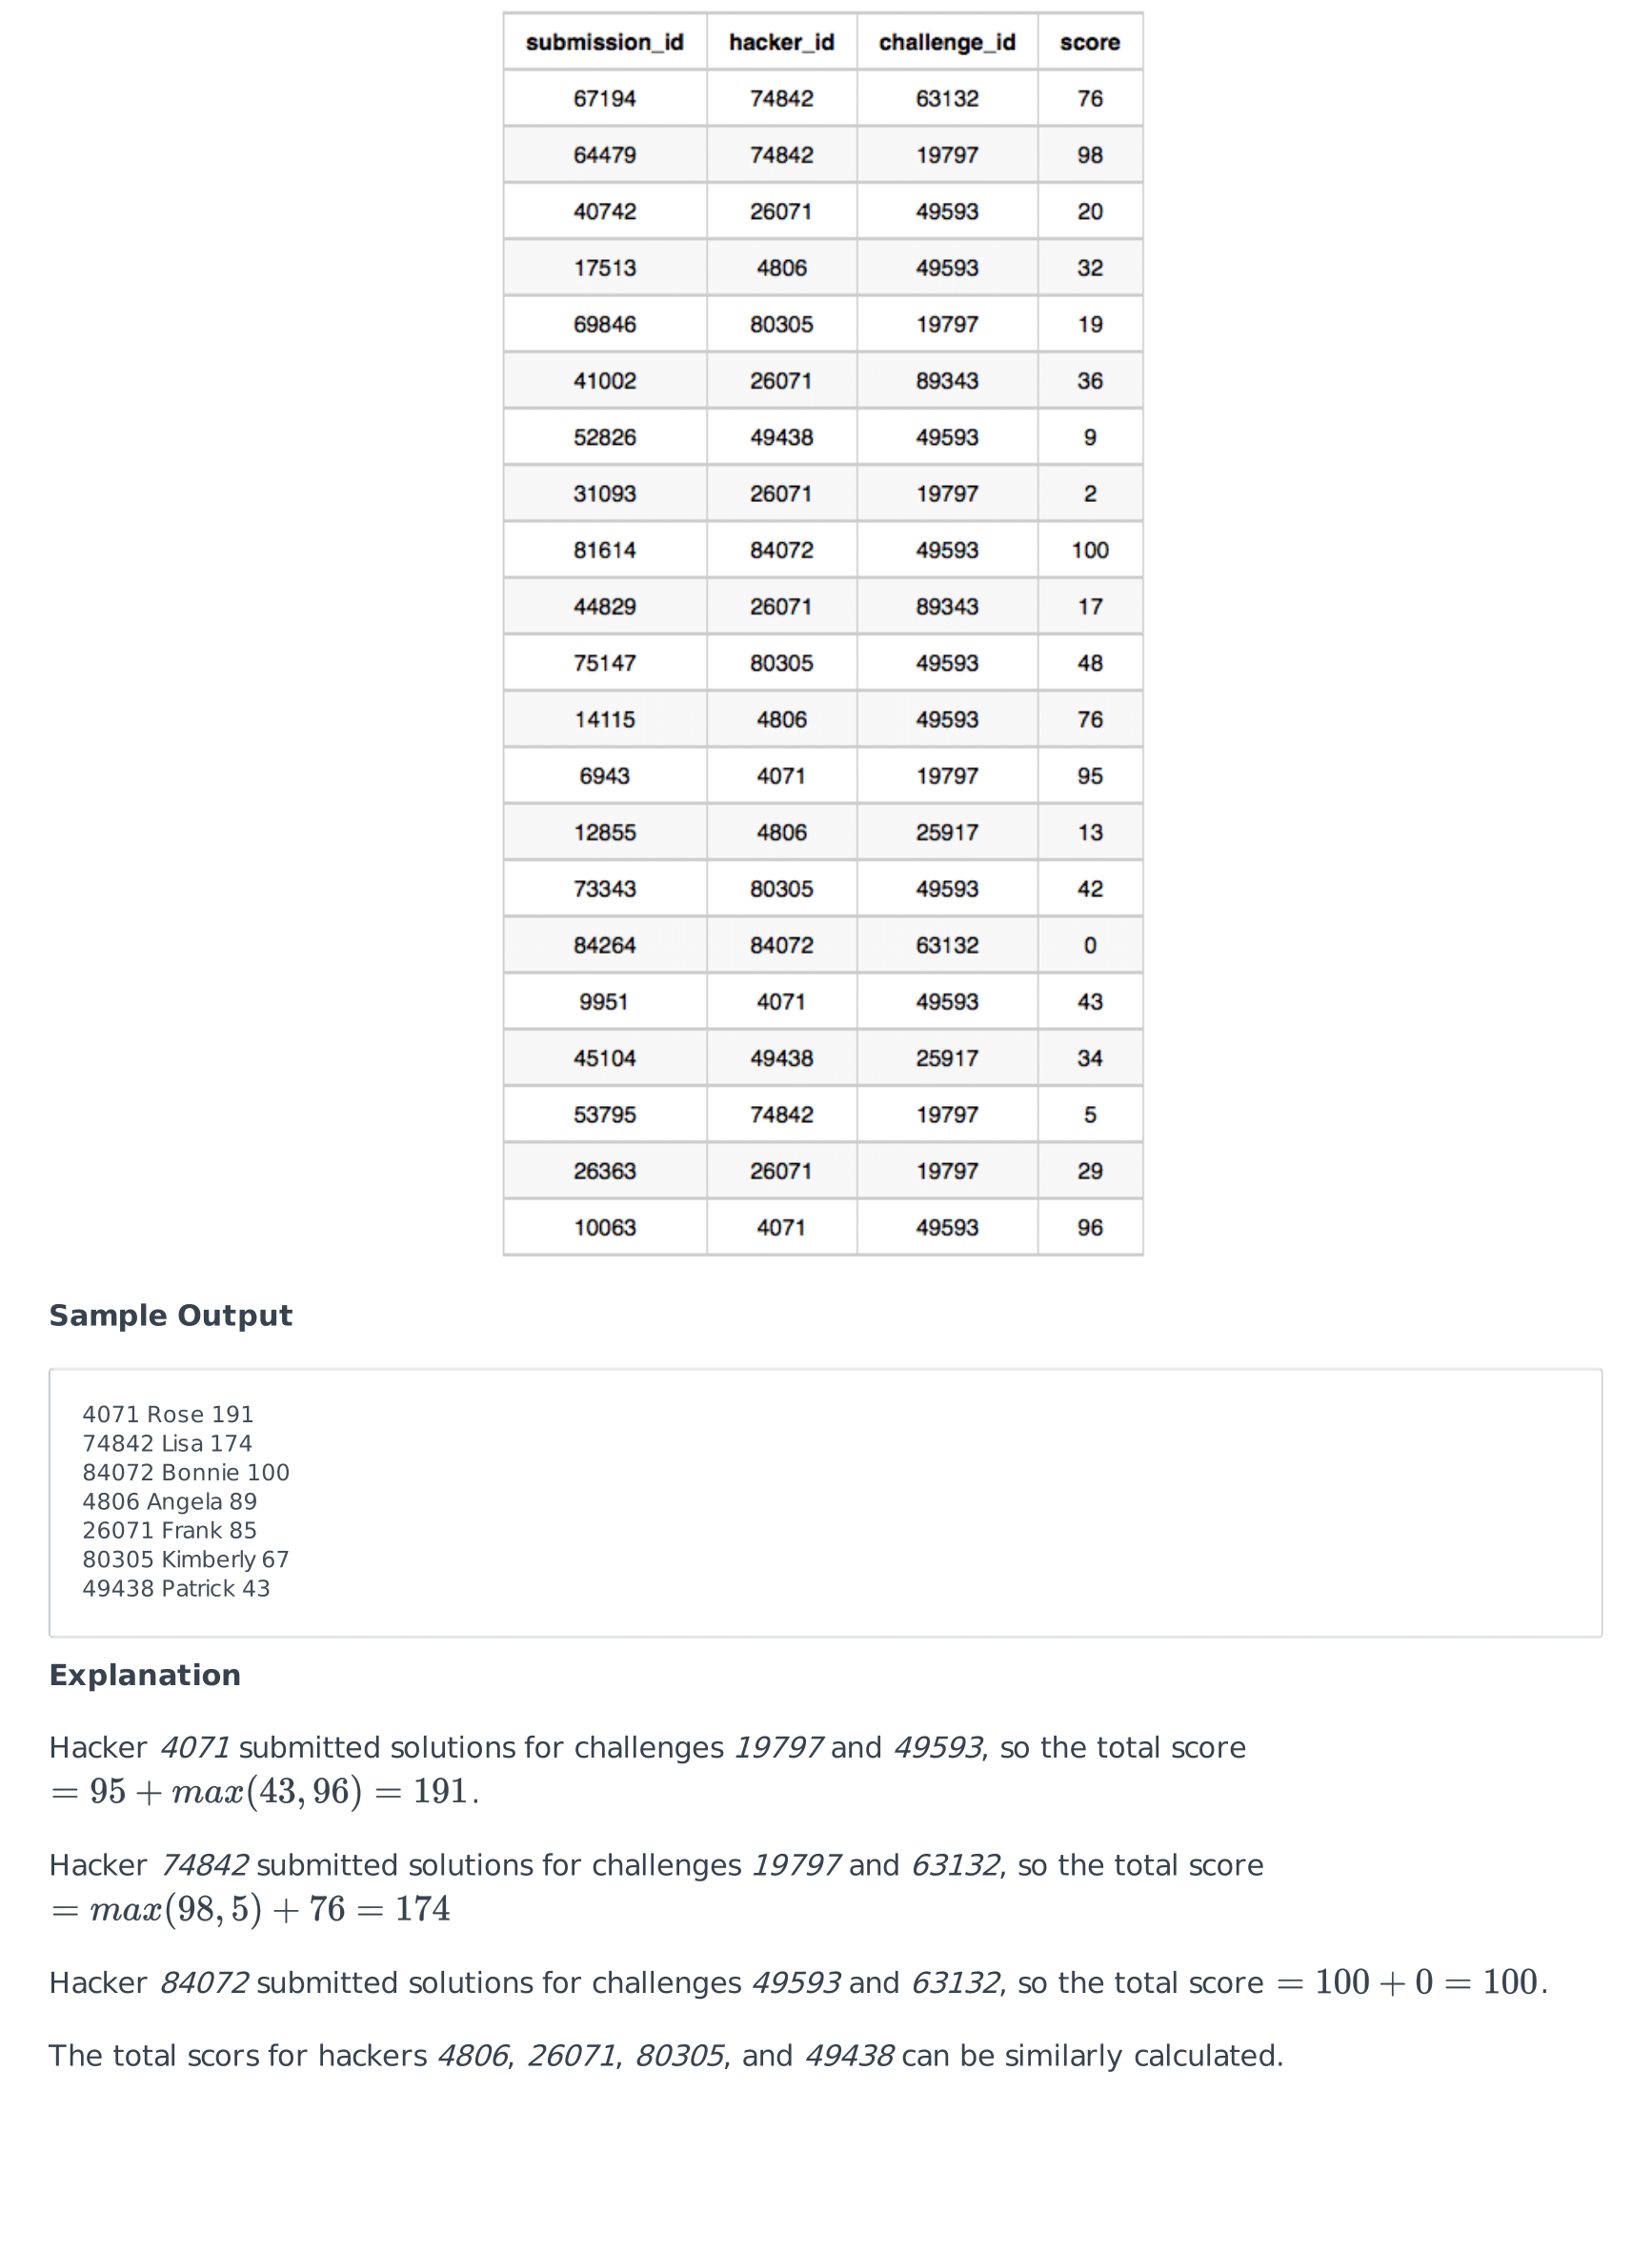 submission_id hacker_id challenge_id score
67194 74842 63132 76
64479 74842 19797 98
40742 26071 49593 20
17513 4806 49593 32
69846 80305 19797 19
41002 26071 89343 36
52826 49438 49593 9
31093 26071 19797 2
81614 84072 49593 100
44829 26071 89343 17
75147 80305 49593 48
14115 4806 49593 76
6943 4071 19797 95
12855 4806 25917 13
73343 80305 49593 42
84264 84072 63132 0
9951 4071 49593 43
45104 49438 25917 34
53795 74842 19797 5
26363 26071 19797 29
10063 4071 49593 96
Sample Output
4071 Rose 191
74842 Lisa 174
84072 Bonnie 100
4806 Angela 89
26071 Frank 85
80305 Kimberly 67
49438 Patrick 43
Explanation
Hacker 4071 submitted solutions for challenges 19797 and 49593, so the total score
= 95 + max(43, 96) = 191.
Hacker 74842 submitted solutions for challenges 19797 and 63132, so the total score
= max(98, 5) + 76 = 174
Hacker 84072 submitted solutions for challenges 49593 and 63132, so the total score = 100 + 0 = 100.
The total scors for hackers 4806, 26071, 80305, and 49438 can be similarly calculated.